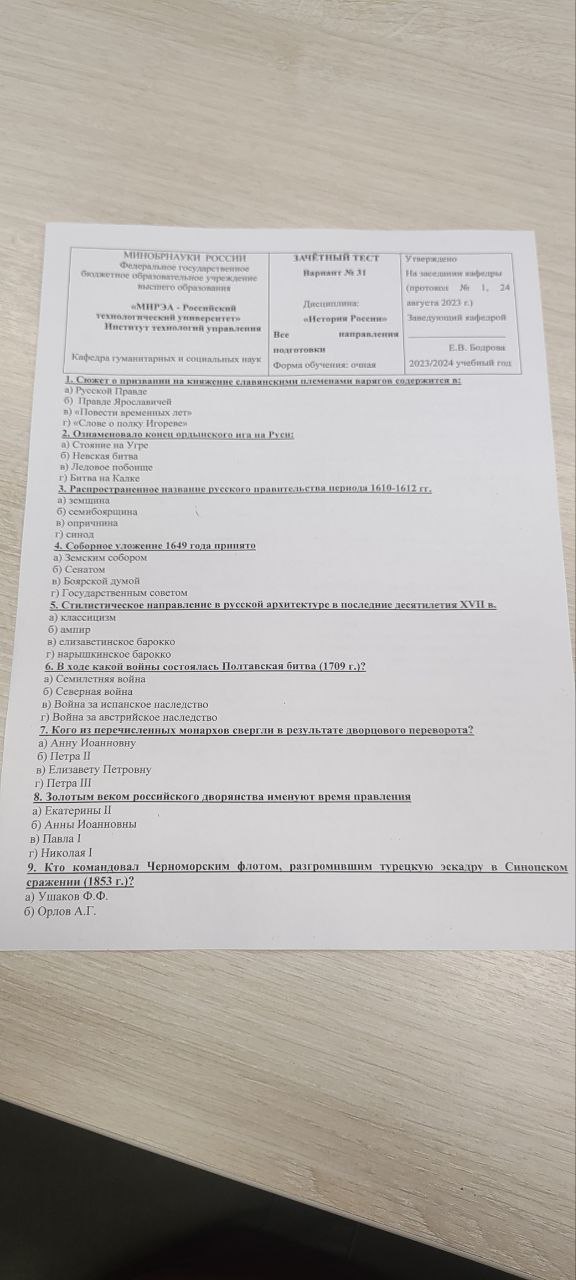 МИНОБРНАУКИ РОССИИ
Федеральное государственное
бюджетное образовательное учреждение
высшего образования
«МИРЭА - Российский
технологический университет»
Институт технологий управления
Кафедра гуманитарных и социальных наук
ЗАЧЁТНЫЙ ТЕСТ
Вариант № 31
Дисциплина:
«История России»
Все направления
подготовки
Форма обучения: очная
Утверждено
На заседании кафедры
(протокол № 1, 24
августа 2023 г.)
Заведующий кафедрой
Е.В. Бодрова
2023/2024 учебный год
1. Сюжет о призвании на княжение славянскими племенами варягов содержится в:
а) Русской Правде
б) Правде Ярославичей
в) «Повести временных лет»
г) «Слове о полку Игореве»
2. Ознаменовало конец ордынского ига на Руси:
а) Стояние на Угре
б) Невская битва
в) Ледовое побоище
г) Битва на Калке
3. Распространенное название русского правительства периода 1610-1612 гг.
а) земщина
б) семибоярщина
в) опричнина
г) синод
4. Соборное уложение 1649 года принято
а) Земским собором
б) Сенатом
в) Боярской думой
г) Государственным советом
5. Стилистическое направление в русской архитектуре в последние десятилетия XVII в.
а) классицизм
б) ампир
в) елизаветинское барокко
г) нарышкинское барокко
6. В ходе какой войны состоялась Полтавская битва (1709 г.)?
а) Семилетняя война
б) Северная война
в) Война за испанское наследство
г) Война за австрийское наследство
7. Кого из перечисленных монархов свергли в результате дворцового переворота?
а) Анну Иоанновну
б) Петра II
в) Елизавету Петровну
г) Петра III
8. Золотым веком российского дворянства именуют время правления
а) Екатерины II
б) Анны Иоанновны
в) Павла I
г) Николая I
9. Кто командовал Черноморским флотом, разгромившим турецкую эскадру в Синопском
сражении (1853 г.)?
а) Ушаков Ф.Ф.
б) Орлов А.Г.